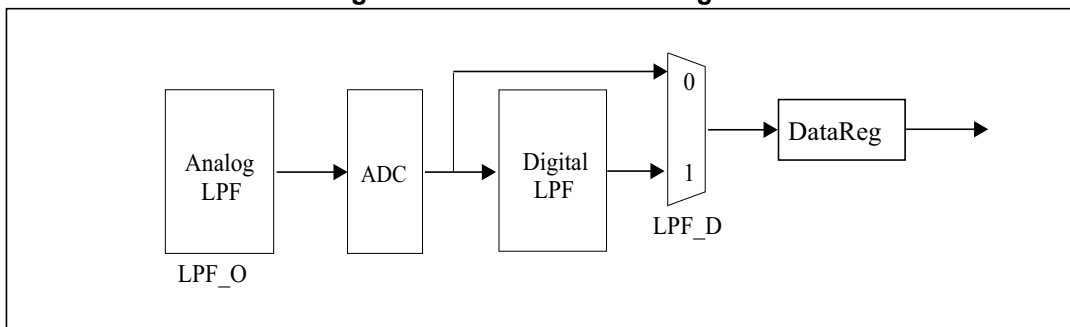 Analog
LPF
LPF_O
ADC
Digital
LPF
0
1
LPF_D
DataReg